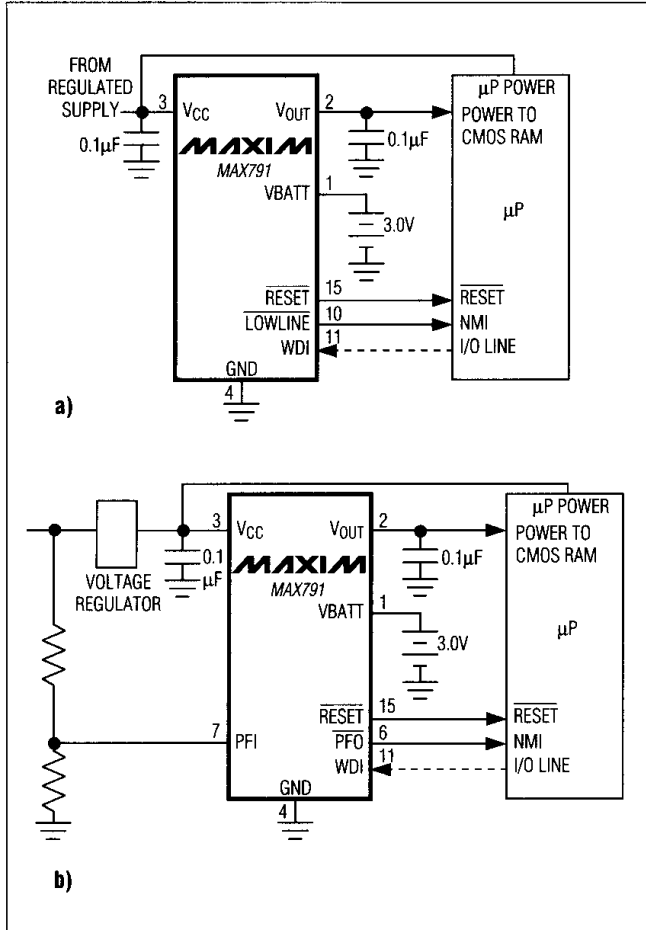 FROM
REGULATED
SUPPLY
3
VCC
0.1µF
VOUT
2
0.1µF
MAXIM
MAX791
VBATT
1
3.0V
RESET
15
LOWLINE
10
WDI
11
GND
4
µP POWER
POWER TO
CMOS RAM
µP
RESET
NMI
I/O LINE
a)
VOLTAGE
REGULATOR
3
VCC
0.1
µF
VOUT
2
0.1µF
MAXIM
MAX791
VBATT
1
3.0V
7
PFI
RESET
15
PFO
6
WDI
11
GND
4
µP POWER
POWER TO
CMOS RAM
µP
RESET
NMI
I/O LINE
b)